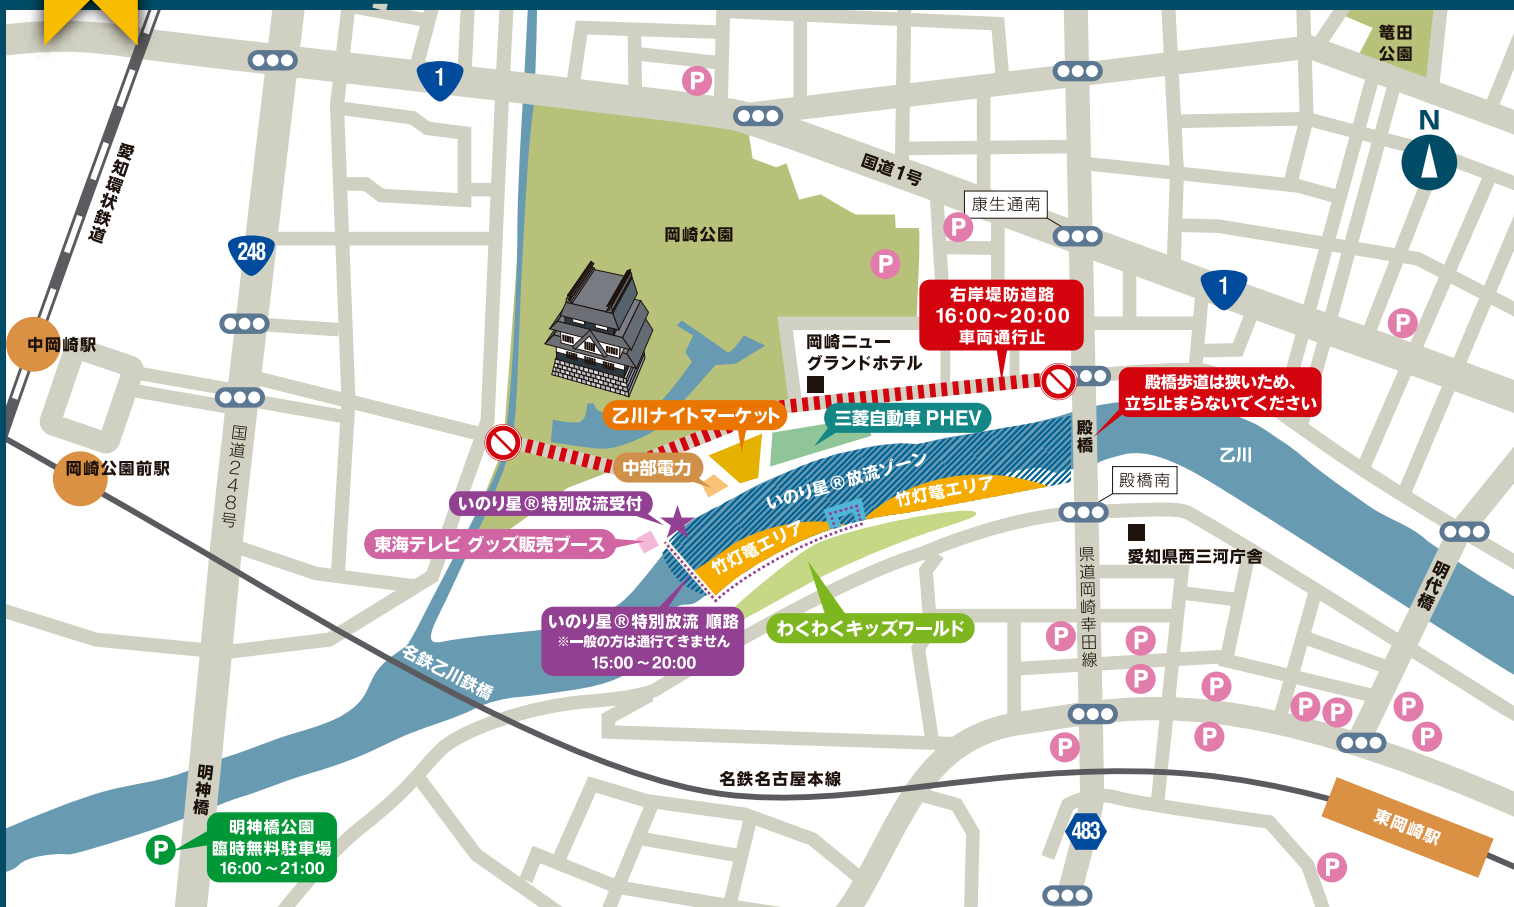 篭田
公園
N
1
P
国道1号
愛知環状鉄道
康生通南
P
岡崎公園
248
P
1
右岸堤防道路
16:00～20:00
車両通行止
P
中岡崎駅
岡崎ニュー
グランドホテル
殿橋歩道は狭いため、
立ち止まらないでください
乙川ナイトマーケット
三菱自動車 PHEV
殿橋
国道248号
乙川
岡崎公園前駅
中部電力
いのり星®放流ゾーン
殿橋南
竹灯篭エリア
いのり星®特別放流受付
東海テレビ グッズ販売ブース
竹灯篭エリア
愛知県西三河庁舎
県道岡崎幸田線
明代橋
いのり星®特別放流 順路
※一般の方は通行できません
15:00～20:00
わくわくキッズワールド
P
P
P
P
P
P
P
P
P
P
名鉄乙川鉄橋
名鉄名古屋本線
明神橋
P
明神橋公園
臨時無料駐車場
16:00～21:00
483
東岡崎駅
P